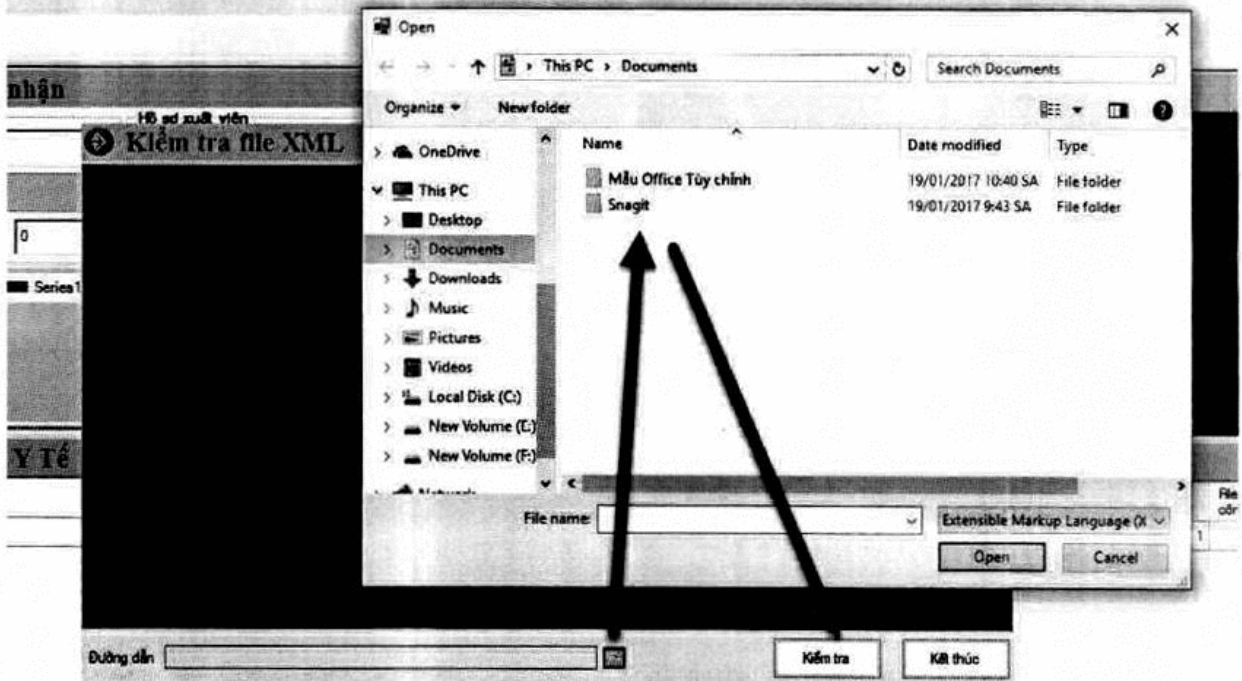 Open
This PC > Documents
Search Documents
nhận
Organize
New folder
Hồ sơ xuất viện
Kiểm tra file XML
Name
Date modified
Type
OneDrive
Mẫu Office Tùy chỉnh
19/01/2017 10:40 SA
File folder
This PC
Snagit
19/01/2017 9:43 SA
File folder
Desktop
0
Documents
Series1
Downloads
Music
Pictures
Videos
Local Disk (C:)
New Volume (E:)
Y Tế
New Volume (F:)
Network
File name:
Extensible Markup Language (X
1
Open
Cancel
Đường dẫn
Kiểm tra
Kết thúc